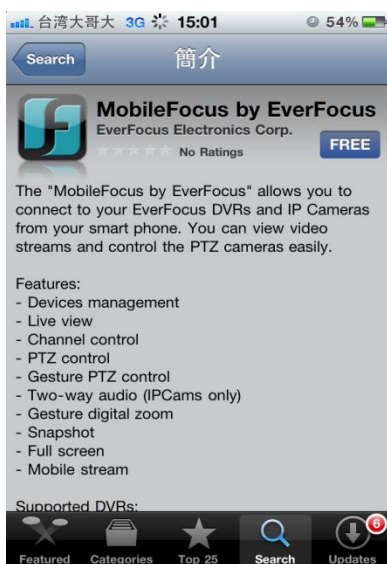 台湾大哥大 3G 15:01 54%
Search 簡介
MobileFocus by EverFocus
EverFocus Electronics Corp.
No Ratings
FREE
The "MobileFocus by EverFocus" allows you to
connect to your EverFocus DVRs and IP Cameras
from your smart phone. You can view video
streams and control the PTZ cameras easily.
Features:
- Devices management
- Live view
- Channel control
- PTZ control
- Gesture PTZ control
- Two-way audio (IPCams only)
- Gesture digital zoom
- Snapshot
- Full screen
- Mobile stream
Supported DVRs:
6
Featured Categories Top 25 Search Updates